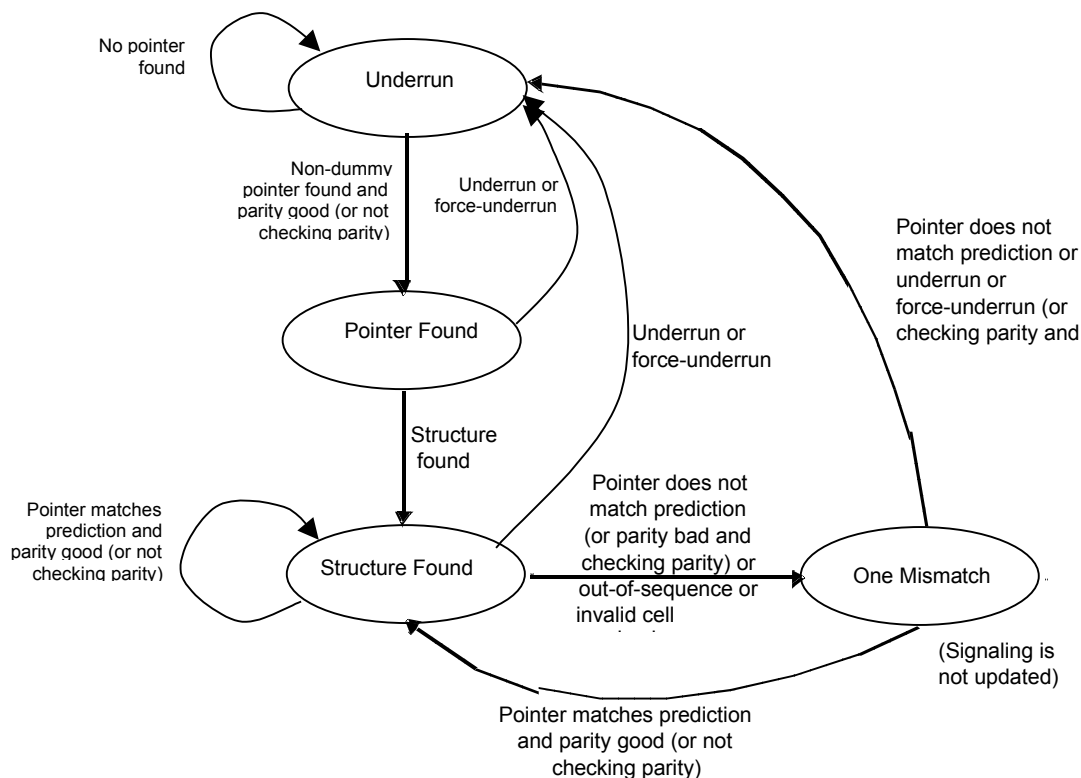 No pointer
found
Underrun
Non-dummy
pointer found and
parity good (or not
checking parity)
Underrun or
force-underrun
Pointer does not
match prediction or
underrun or
force-underrun (or
checking parity and
Pointer Found
Underrun or
force-underrun
Structure
found
Pointer matches
prediction and
parity good (or not
checking parity)
Structure Found
Pointer does not
match prediction
(or parity bad and
checking parity) or
out-of-sequence or
invalid cell
One Mismatch
(Signaling is
not updated)
Pointer matches prediction
and parity good (or not
checking parity)